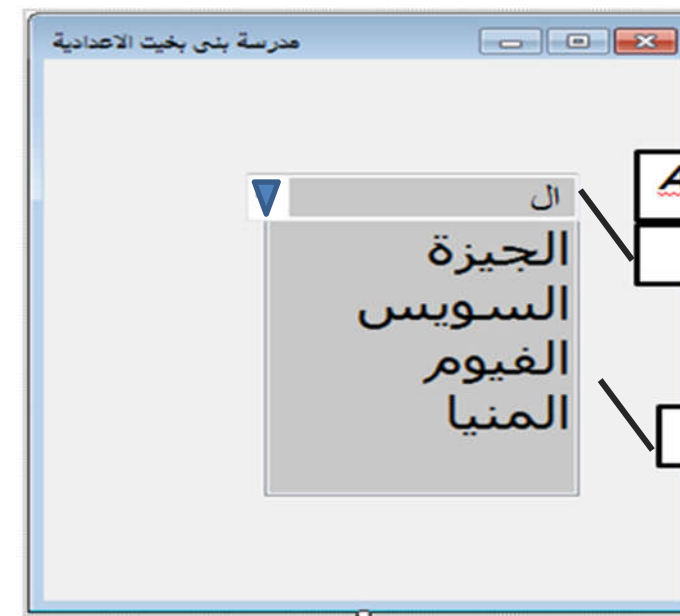 مدرسة بنى بخيت الاعدادية
ال
الجيزة
السويس
الفيوم
المنيا